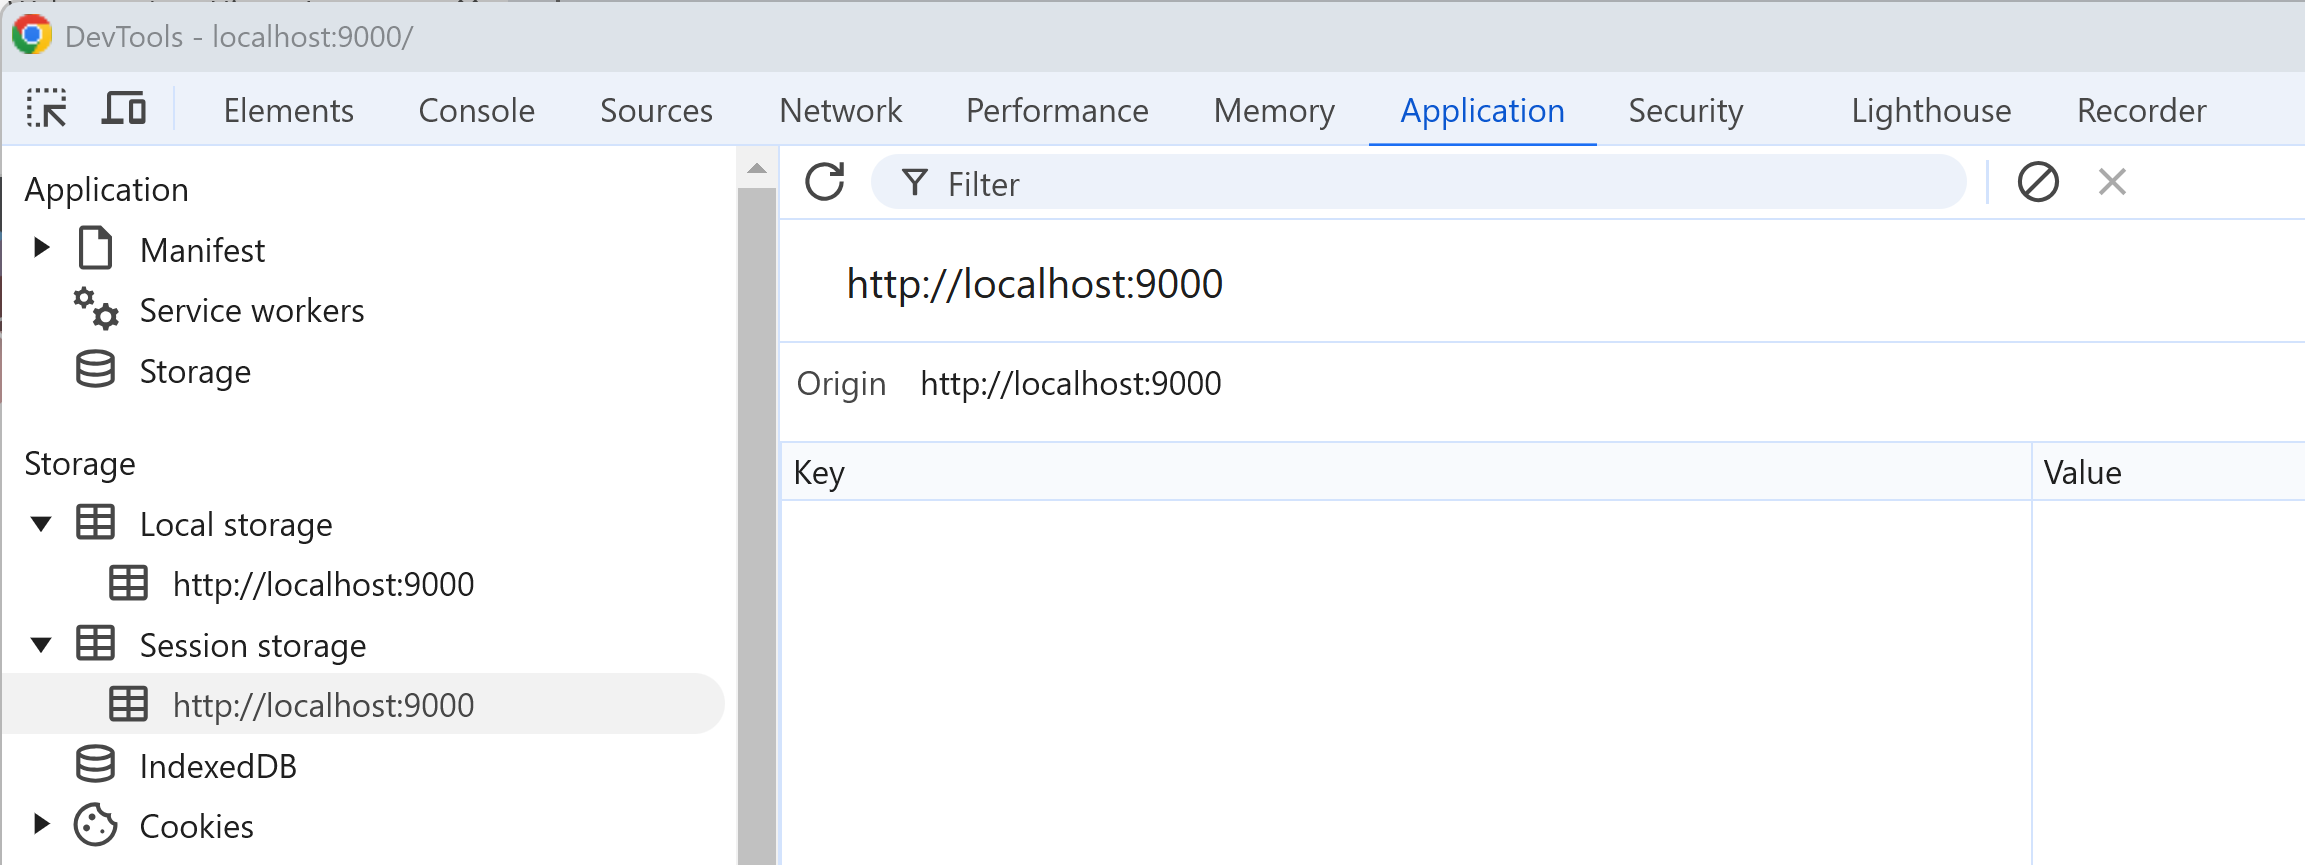 DevTools - localhost:9000/
Elements Console Sources Network Performance Memory Application Security Lighthouse Recorder
Application
Manifest
Service workers
Storage
Storage
Local storage
http://localhost:9000
Session storage
http://localhost:9000
IndexedDB
Cookies
Filter
http://localhost:9000
Origin http://localhost:9000
Key Value